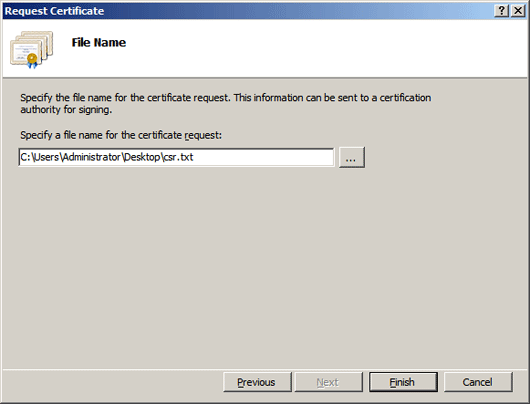 Request Certificate
File Name
Specify the file name for the certificate request. This information can be sent to a certification
authority for signing.
Specify a file name for the certificate request:
C:\Users\Administrator\Desktop\csr.txt
...
Previous
Next
Finish
Cancel